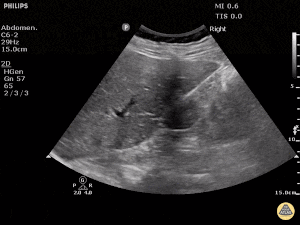 PHILIPS
MI 0.6
TIS 0.0
Abdomen.
C6-2
29Hz
15.0cm
2D
HGen
Gn 57
65
2/3/3
P
Right
5
10
G
P R
2.0 4.0
15.0cm